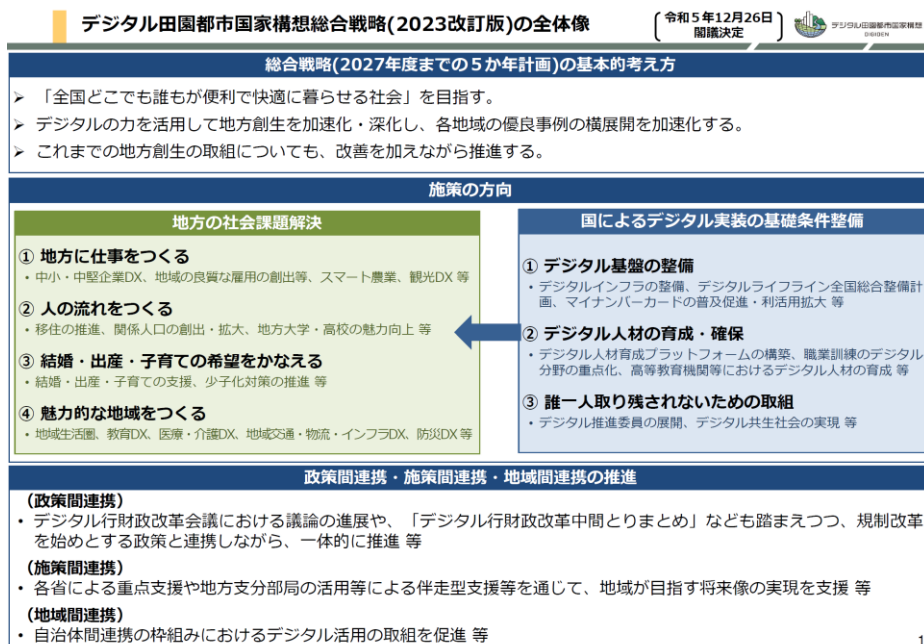 デジタル田園都市国家構想総合戦略(2023改訂版)の全体像
令和5年12月26日
閣議決定
デジタル田園都市国家構想
DIGIDEN
総合戦略(2027年度までの5か年計画)の基本的考え方
➢ 「全国どこでも誰もが便利で快適に暮らせる社会」を目指す。
➢ デジタルの力を活用して地方創生を加速化・深化し、各地域の優良事例の横展開を加速化する。
➢ これまでの地方創生の取組についても、改善を加えながら推進する。
施策の方向
地方の社会課題解決
① 地方に仕事をつくる
・中小・中堅企業DX、地域の良質な雇用の創出等、スマート農業、観光DX 等
② 人の流れをつくる
・移住の推進、関係人口の創出・拡大、地方大学・高校の魅力向上 等
③ 結婚・出産・子育ての希望をかなえる
・結婚・出産・子育ての支援、少子化対策の推進 等
④ 魅力的な地域をつくる
・地域生活圏、教育DX、医療・介護DX、地域交通・物流・インフラDX、防災DX 等
国によるデジタル実装の基礎条件整備
① デジタル基盤の整備
・デジタルインフラの整備、デジタルライフライン全国総合整備計
画、マイナンバーカードの普及促進・利活用拡大 等
② デジタル人材の育成・確保
・デジタル人材育成プラットフォームの構築、職業訓練のデジタル
分野の重点化、高等教育機関等におけるデジタル人材の育成 等
③ 誰一人取り残されないための取組
・デジタル推進委員の展開、デジタル共生社会の実現 等
政策間連携・施策間連携・地域間連携の推進
(政策間連携)
・デジタル行財政改革会議における議論の進展や、「デジタル行財政改革中間とりまとめ」なども踏まえつつ、規制改革
を始めとする政策と連携しながら、一体的に推進 等
(施策間連携)
・各省による重点支援や地方支分部局の活用等による伴走型支援等を通じて、地域が目指す将来像の実現を支援 等
(地域間連携)
・自治体間連携の枠組みにおけるデジタル活用の取組を促進 等
1